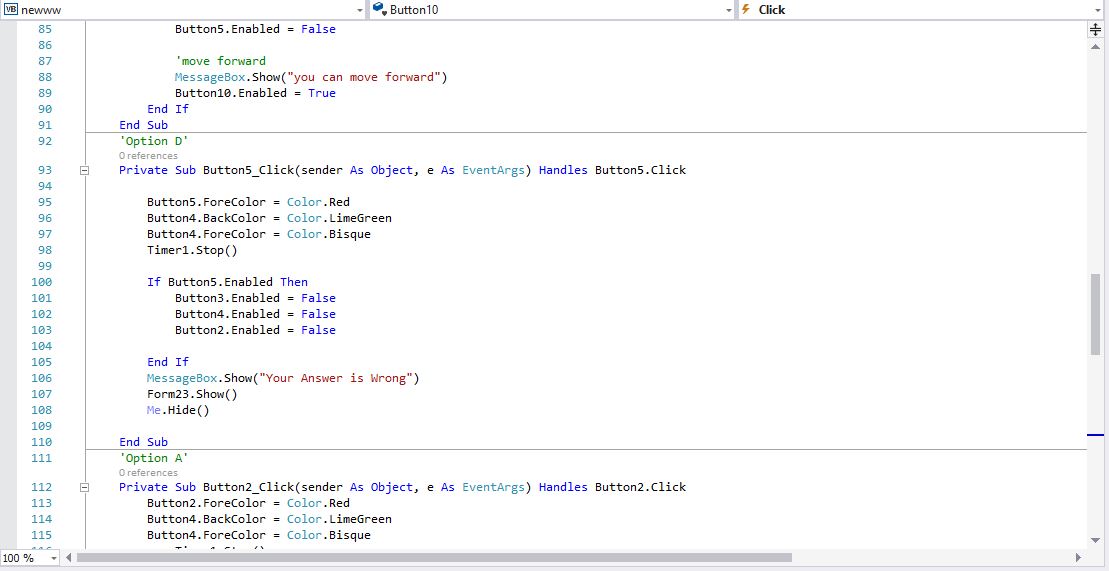 newww Button10 Click
85 Button5.Enabled = False
86
87 'move forward
88 MessageBox.Show("you can move forward")
89 Button10.Enabled = True
90 End If
91 End Sub
92 'Option D'
0 references
93 Private Sub Button5_Click(sender As Object, e As EventArgs) Handles Button5.Click
94
95 Button5.ForeColor = Color.Red
96 Button4.BackColor = Color.LimeGreen
97 Button4.ForeColor = Color.Bisque
98 Timer1.Stop()
99
100 If Button5.Enabled Then
101 Button3.Enabled = False
102 Button4.Enabled = False
103 Button2.Enabled = False
104
105 End If
106 MessageBox.Show("Your Answer is Wrong")
107 Form23.Show()
108 Me.Hide()
109
110 End Sub
111 'Option A'
0 references
112 Private Sub Button2_Click(sender As Object, e As EventArgs) Handles Button2.Click
113 Button2.ForeColor = Color.Red
114 Button4.BackColor = Color.LimeGreen
115 Button4.ForeColor = Color.Bisque
100 %